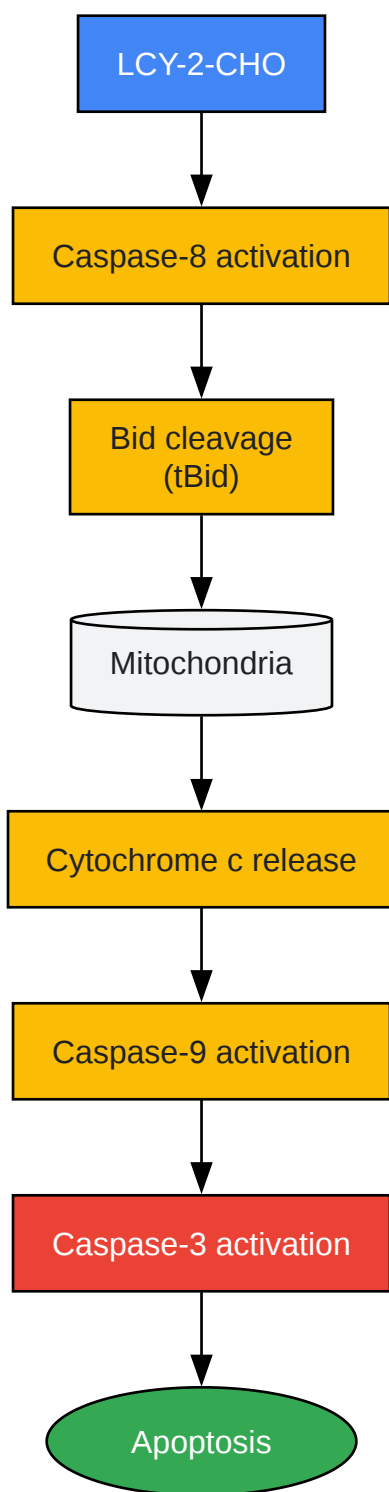 LCY-2-CHO
Caspase-8 activation
Bid cleavage
(tBid)
Mitochondria
Cytochrome c release
Caspase-9 activation
Caspase-3 activation
Apoptosis